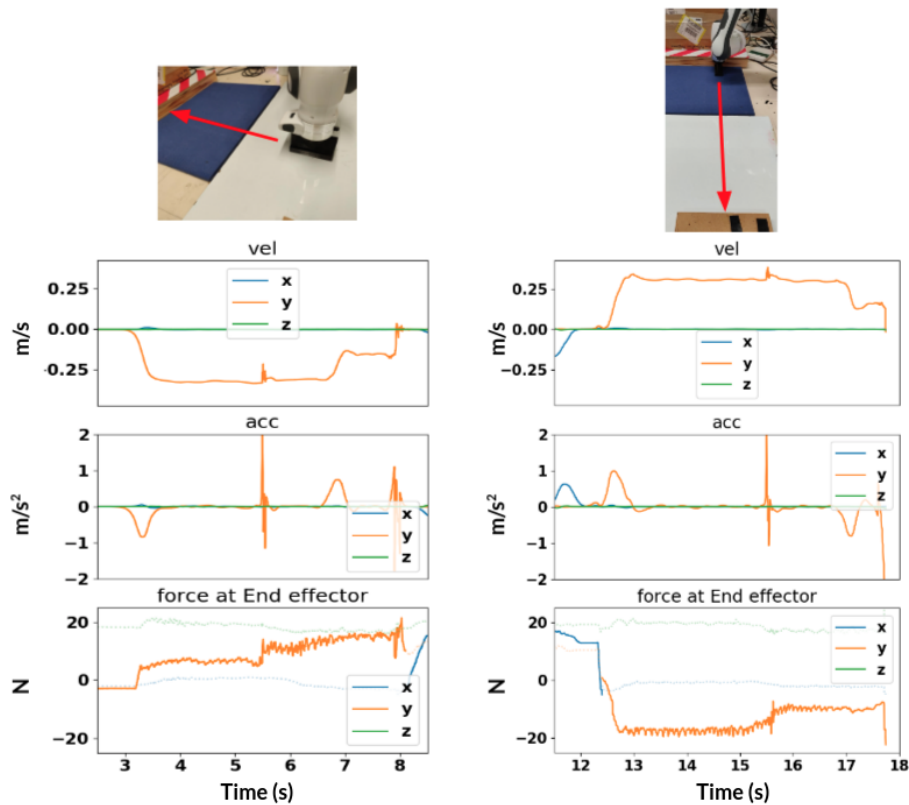 vel
0.25
0.00
-0.25
m/s
x
y
z
acc
2
1
0
−1
−2
m/s²
x
y
z
force at End effector
20
0
−20
N
x
y
z
3 4 5 6 7 8
Time (s)
vel
0.25
0.00
−0.25
m/s
x
y
z
acc
2
1
0
−1
−2
m/s²
x
y
z
force at End effector
20
0
−20
N
x
y
z
12 13 14 15 16 17 18
Time (s)